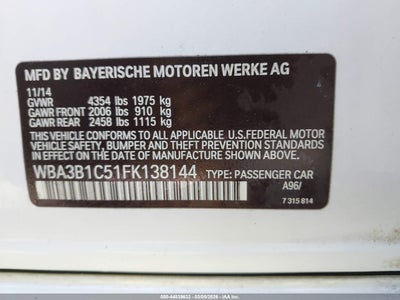 MFD BY BAYERISCHE MOTOREN WERKE AG
11/14
GVWR 4354 lbs 1975 kg
GAWR FRONT 2006 lbs 910 kg
GAWR REAR 2458 lbs 1115 kg
THIS VEHICLE CONFORMS TO ALL APPLICABLE U.S.FEDERAL MOTOR
VEHICLE SAFETY, BUMPER, AND THEFT PREVENTION STANDARDS
IN EFFECT ON THE DATE OF MANUFACTURE SHOWN ABOVE.
WBA3B1C51FK138144 TYPE: PASSENGER CAR
A96/
7 315 814